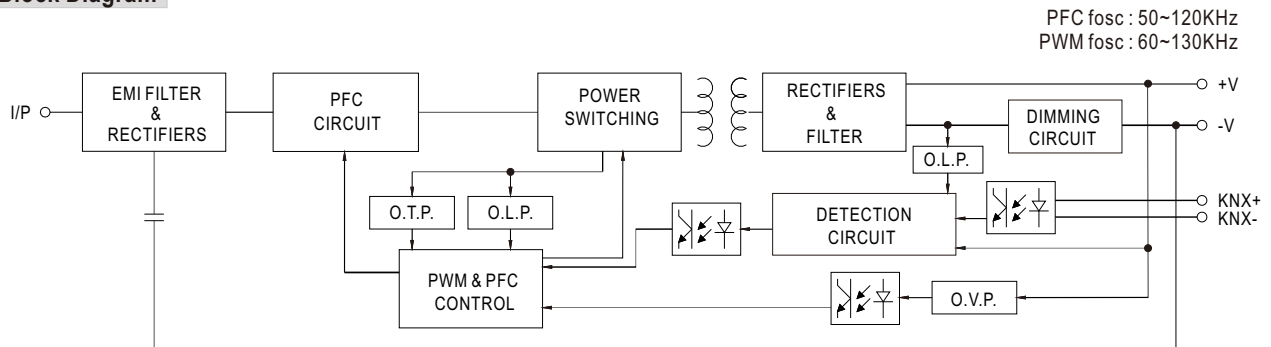 Block Diagram
PFC fosc : 50~120KHz
PWM fosc : 60~130KHz
I/P
EMI FILTER
&
RECTIFIERS
PFC
CIRCUIT
POWER
SWITCHING
RECTIFIERS
&
FILTER
+V
DIMMING
CIRCUIT
-V
O.L.P.
O.T.P.
O.L.P.
DETECTION
CIRCUIT
KNX+
KNX-
PWM & PFC
CONTROL
O.V.P.